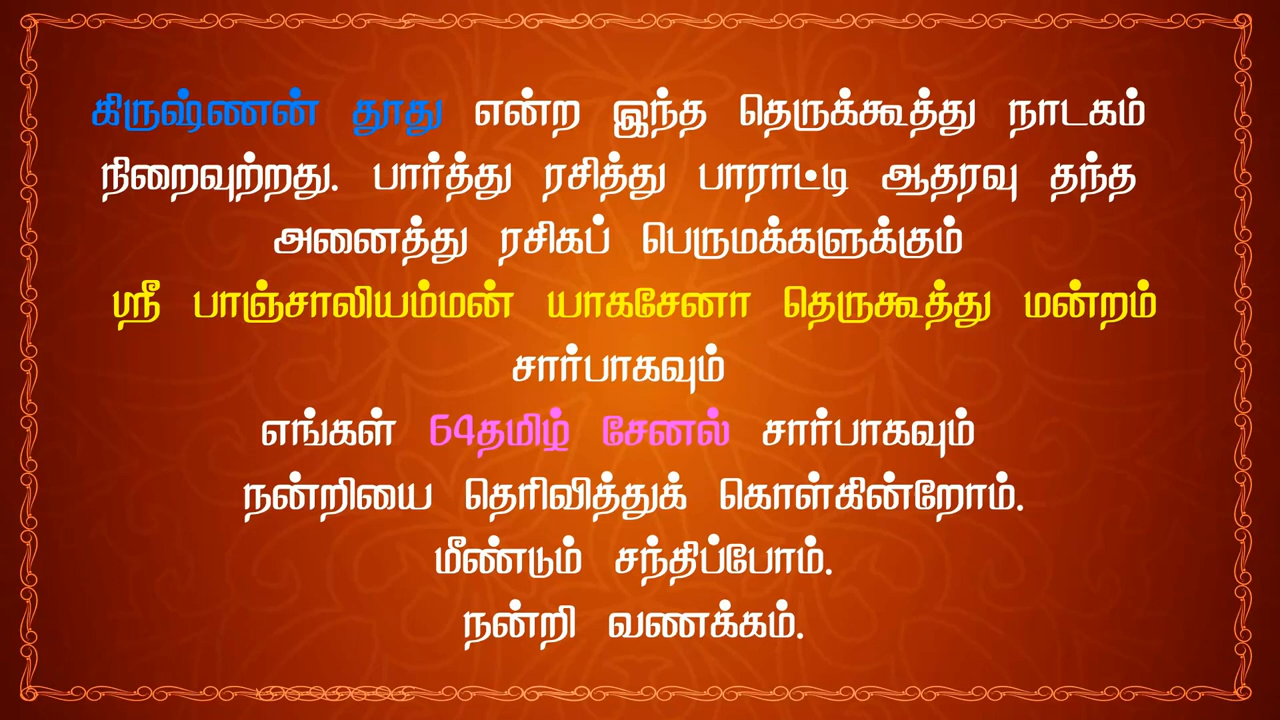 கிருஷ்ணன் தூது என்ற இந்த தெருக்கூத்து நாடகம்
நிறைவுற்றது. பார்த்து ரசித்து பாராட்டி ஆதரவு தந்த
அனைத்து ரசிகப் பெருமக்களுக்கும்
ஸ்ரீ பாஞ்சாலியம்மன் யாகசேனா தெருகூத்து மன்றம்
சார்பாகவும்
எங்கள் 64தமிழ் சேனல் சார்பாகவும்
நன்றியை தெரிவித்துக் கொள்கின்றோம்.
மீண்டும் சந்திப்போம்.
நன்றி வணக்கம்.